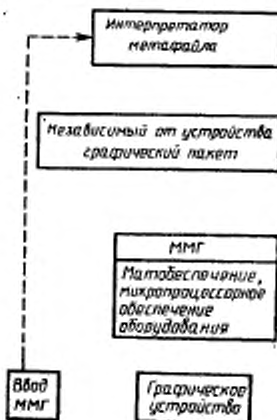 Интерпретатор
метафайла
Независимый от устройства
графический пакет
ММГ
Матобеспечение,
микропроцессорное
обеспечение
оборудования
Ввод
ММГ
Графическое
устройство